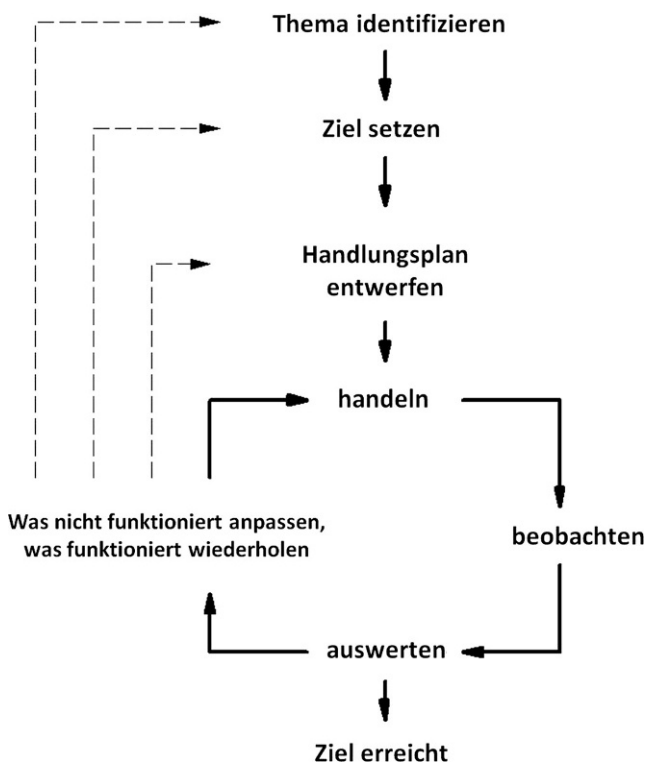 Thema identifizieren
Ziel setzen
Handlungsplan
entwerfen
handeln
Was nicht funktioniert anpassen,
was funktioniert wiederholen
beobachten
auswerten
Ziel erreicht